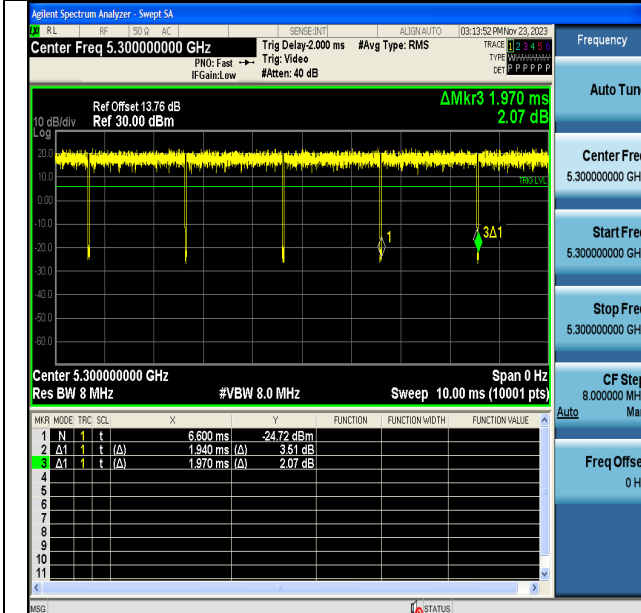 Agilent Spectrum Analyzer - Swept SA
LXI RL RF 50 Ω AC SENSE:INT ALIGN AUTO 03:13:52 PM Nov 23, 2023
Center Freq 5.300000000 GHz
Trig Delay-2.000 ms #Avg Type: RMS
TRACE 1 2 3 4 5 6
PNO: Fast Trig: Video
TYPE W
IFGain:Low #Atten: 40 dB
DET P P P P P P
Frequency
Auto Tun
ΔMkr3 1.970 ms
2.07 dB
Ref Offset 13.76 dB
10 dB/div Ref 30.00 dBm
Log
20.0
10.0
TRIG LVL
0.00
-10.0
1
3Δ1
-20.0
-30.0
-40.0
-50.0
-60.0
Center 5.300000000 GHz Span 0 Hz
Res BW 8 MHz #VBW 8.0 MHz Sweep 10.00 ms (10001 pts)
Center Fre
5.300000000 GH
Start Fre
5.300000000 GH
Stop Fre
5.300000000 GH
CF Ste
8.000000 MH
Auto Ma
Freq Offse
0 H
MKR MODE TRC SCL X Y FUNCTION FUNCTION WIDTH FUNCTION VALUE
1 N 1 t 6.600 ms -24.72 dBm
2 Δ1 1 t (Δ) 1.940 ms (Δ) 3.51 dB
3 Δ1 1 t (Δ) 1.970 ms (Δ) 2.07 dB
4
5
6
7
8
9
10
11
MSG STATUS